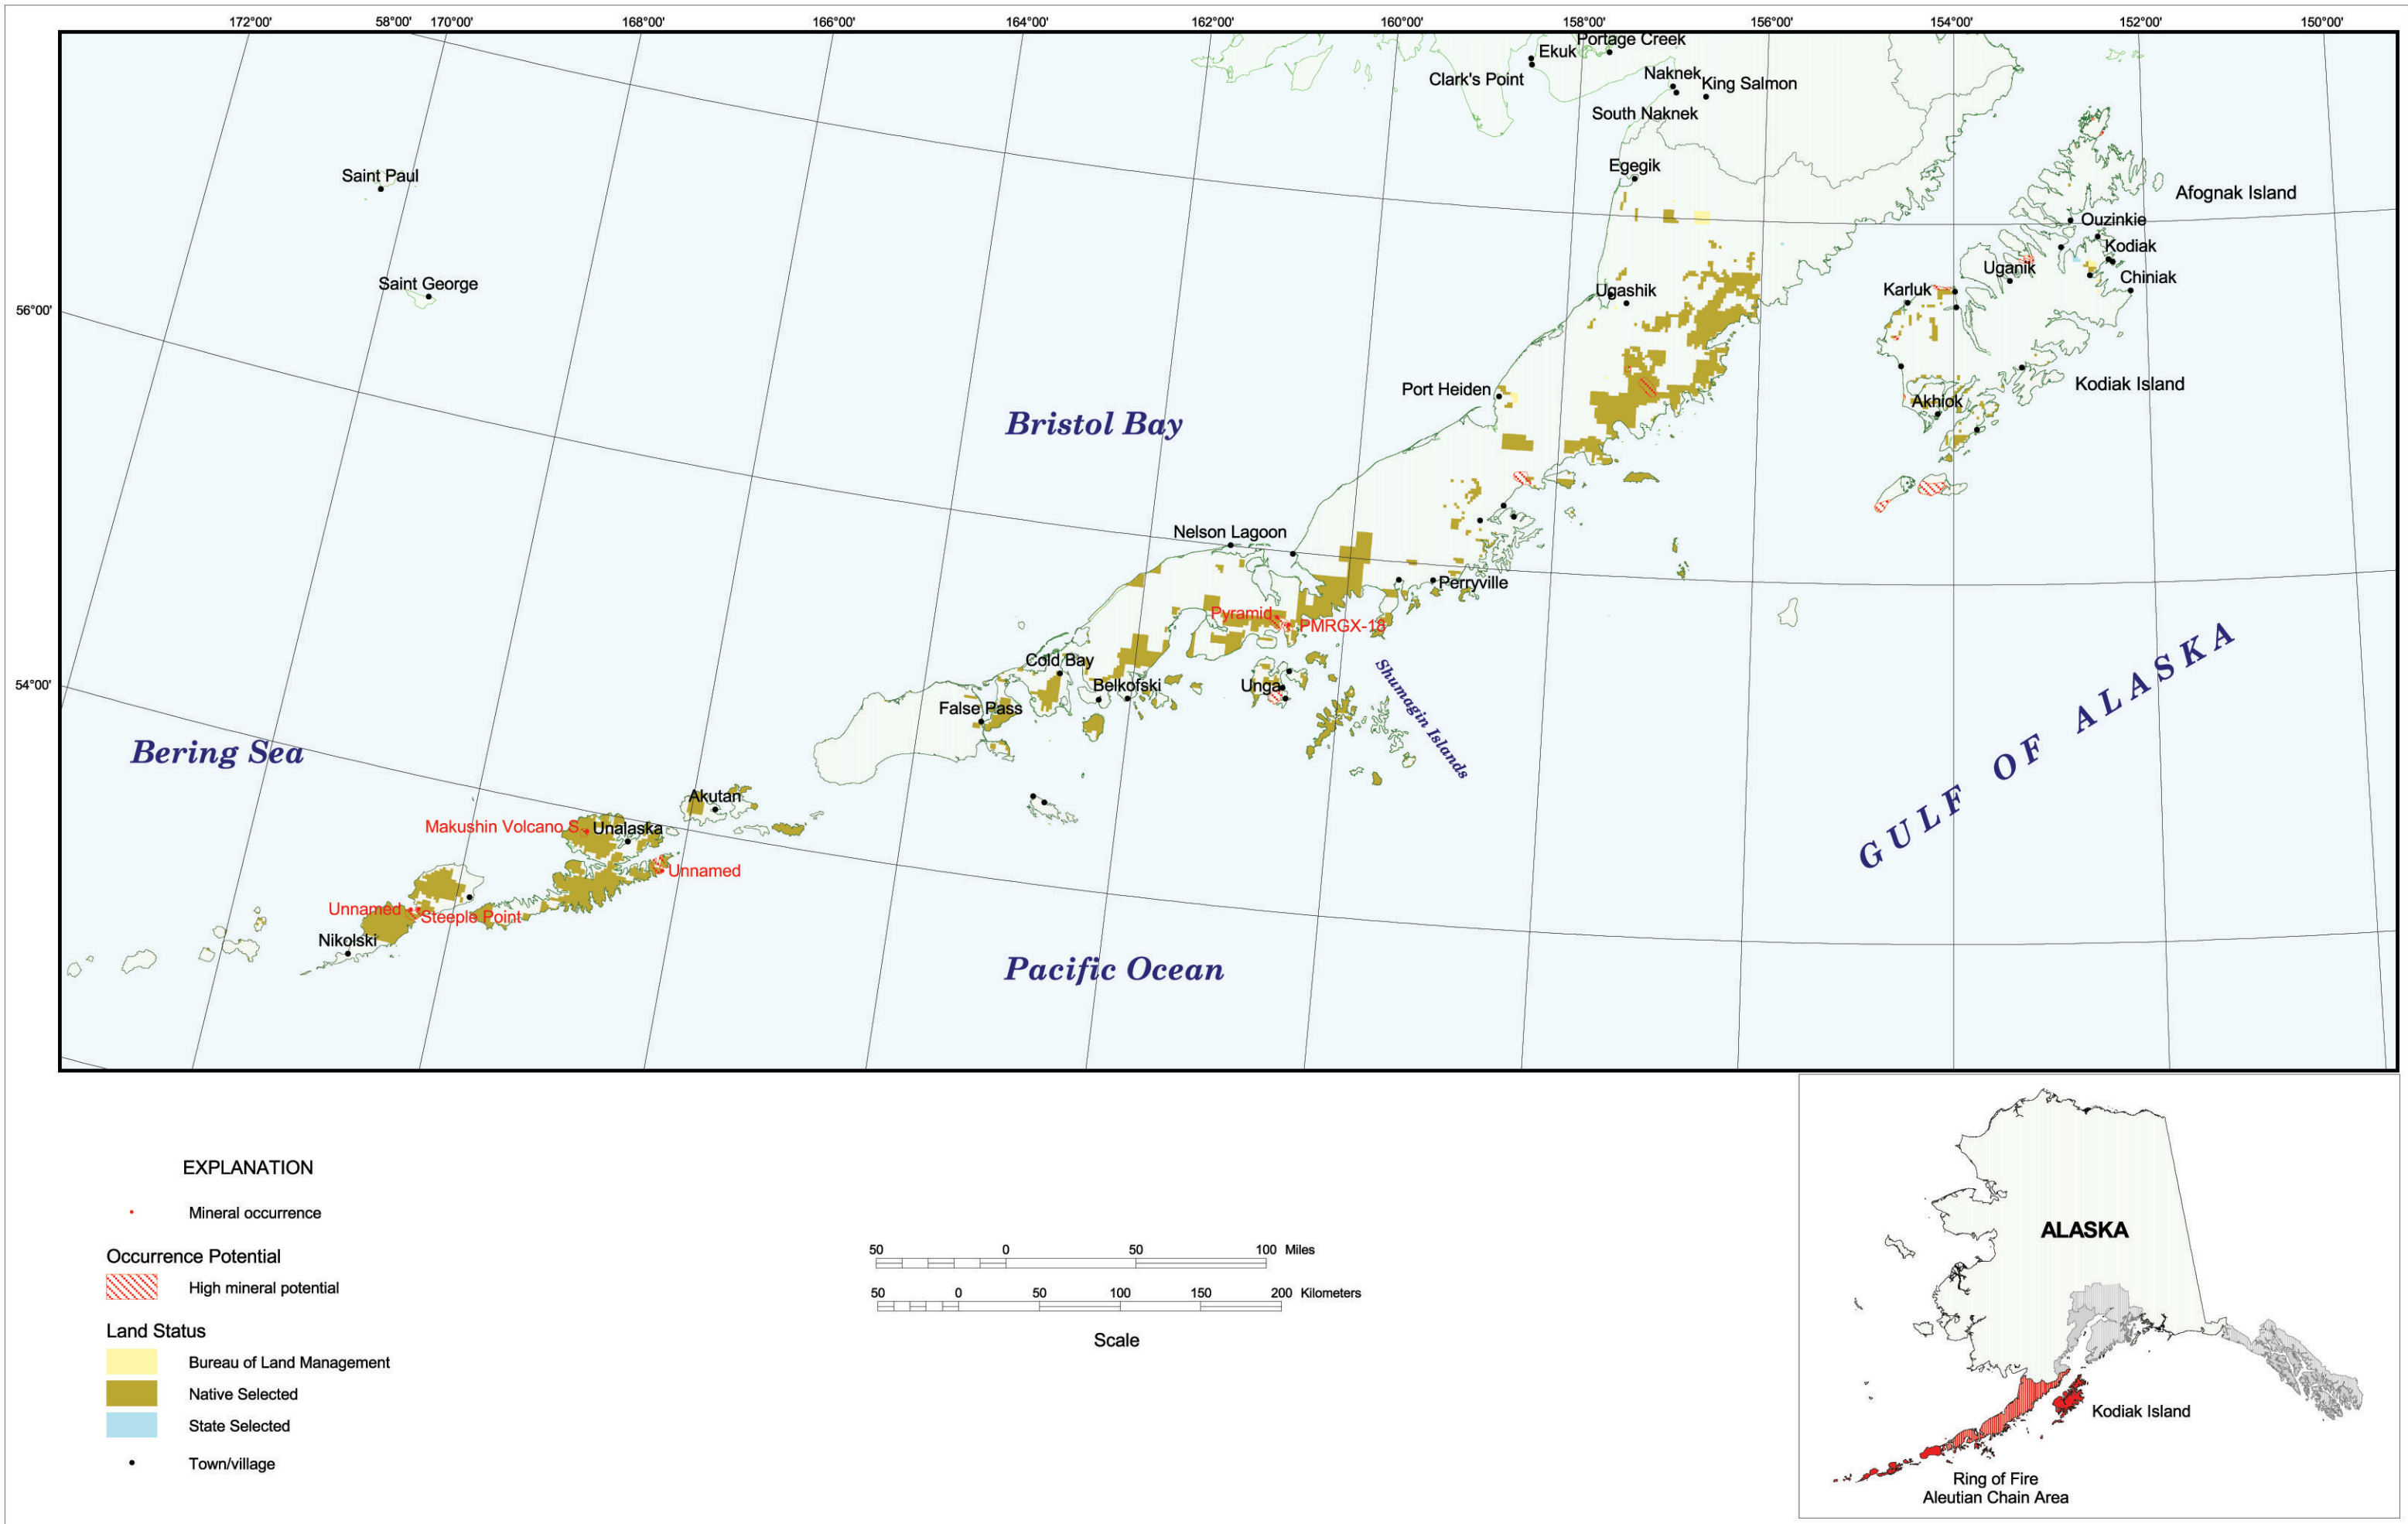 172°00'
58°00'
170°00'
168°00'
166°00'
164°00'
162°00'
160°00'
158°00'
156°00'
154°00'
152°00'
150°00'
Portage Creek
Ekuk
Clark's Point
Naknek
King Salmon
South Naknek
Egegik
Saint Paul
Afognak Island
Ouzinkie
Kodiak
Uganik
Chiniak
Saint George
Ugashik
Karluk
56°00'
Port Heiden
Kodiak Island
Akhiok
Bristol Bay
Nelson Lagoon
Perryville
Pyramid
PMRGX-18
Cold Bay
Belkofski
Unga
Shumagin Islands
54°00'
False Pass
GULF OF ALASKA
Bering Sea
Akutan
Makushin Volcano S.
Unalaska
Unnamed
Unnamed
Steeple Point
Nikolski
Pacific Ocean
EXPLANATION
Mineral occurrence
Occurrence Potential
High mineral potential
Land Status
Bureau of Land Management
Native Selected
State Selected
Town/village
50 0 50 100 Miles
50 0 50 100 150 200 Kilometers
Scale
ALASKA
Kodiak Island
Ring of Fire
Aleutian Chain Area